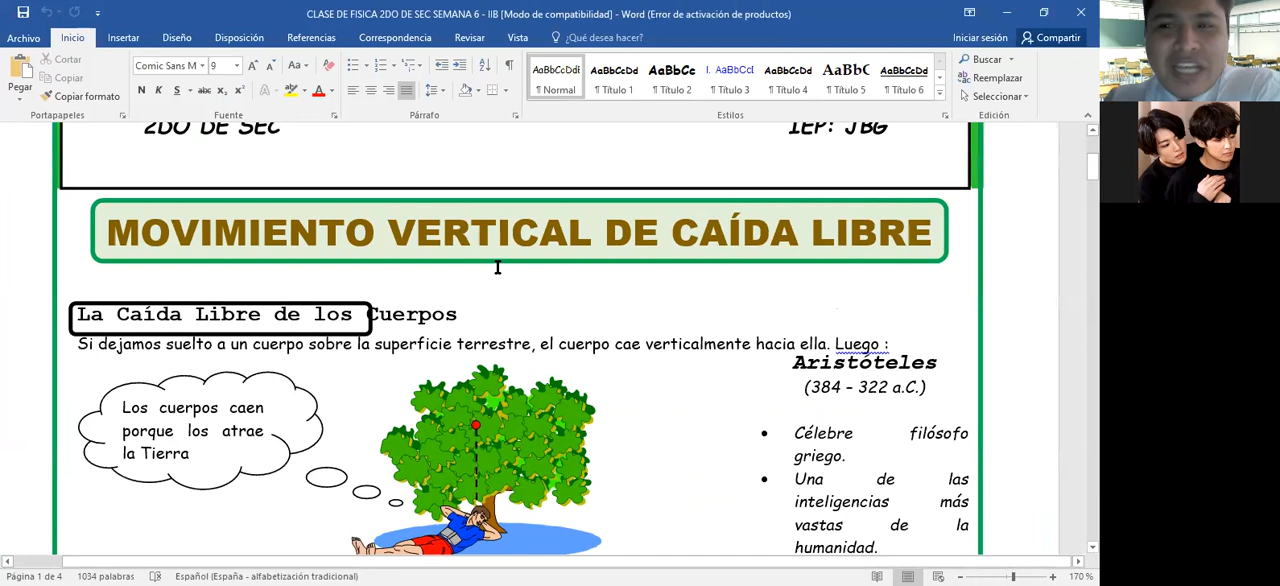 CLASE DE FISICA 2DO DE SEC SEMANA 6 - IIB [Modo de compatibilidad] - Word (Error de activación de productos)
Archivo Inicio Insertar Diseño Disposición Referencias Correspondencia Revisar Vista ¿Qué desea hacer? Iniciar sesión Compartir
Pegar
Cortar
Copiar
Copiar formato
Portapapeles
Comic Sans M 9 Aa
N K S abc x₂ x² A ab A
Fuente
Párrafo
AaBbCcDdI AaBbCcDd AaBbCc I. AaBbCcI AaBbCcDd AaBbC AaBbCcDd
¶ Normal ¶ Título 1 ¶ Título 2 ¶ Título 3 ¶ Título 4 ¶ Título 5 ¶ Título 6
Estilos
Buscar
Reemplazar
Seleccionar
Edición
2DO DE SEC IEP: JBG
MOVIMIENTO VERTICAL DE CAÍDA LIBRE
La Caída Libre de los Cuerpos
Si dejamos suelto a un cuerpo sobre la superficie terrestre, el cuerpo cae verticalmente hacia ella. Luego :
Los cuerpos caen
porque los atrae
la Tierra
Aristóteles
(384 – 322 a.C.)
• Célebre filósofo
griego.
• Una de las
inteligencias más
vastas de la
humanidad.
Página 1 de 4 1034 palabras Español (España - alfabetización tradicional) 170 %